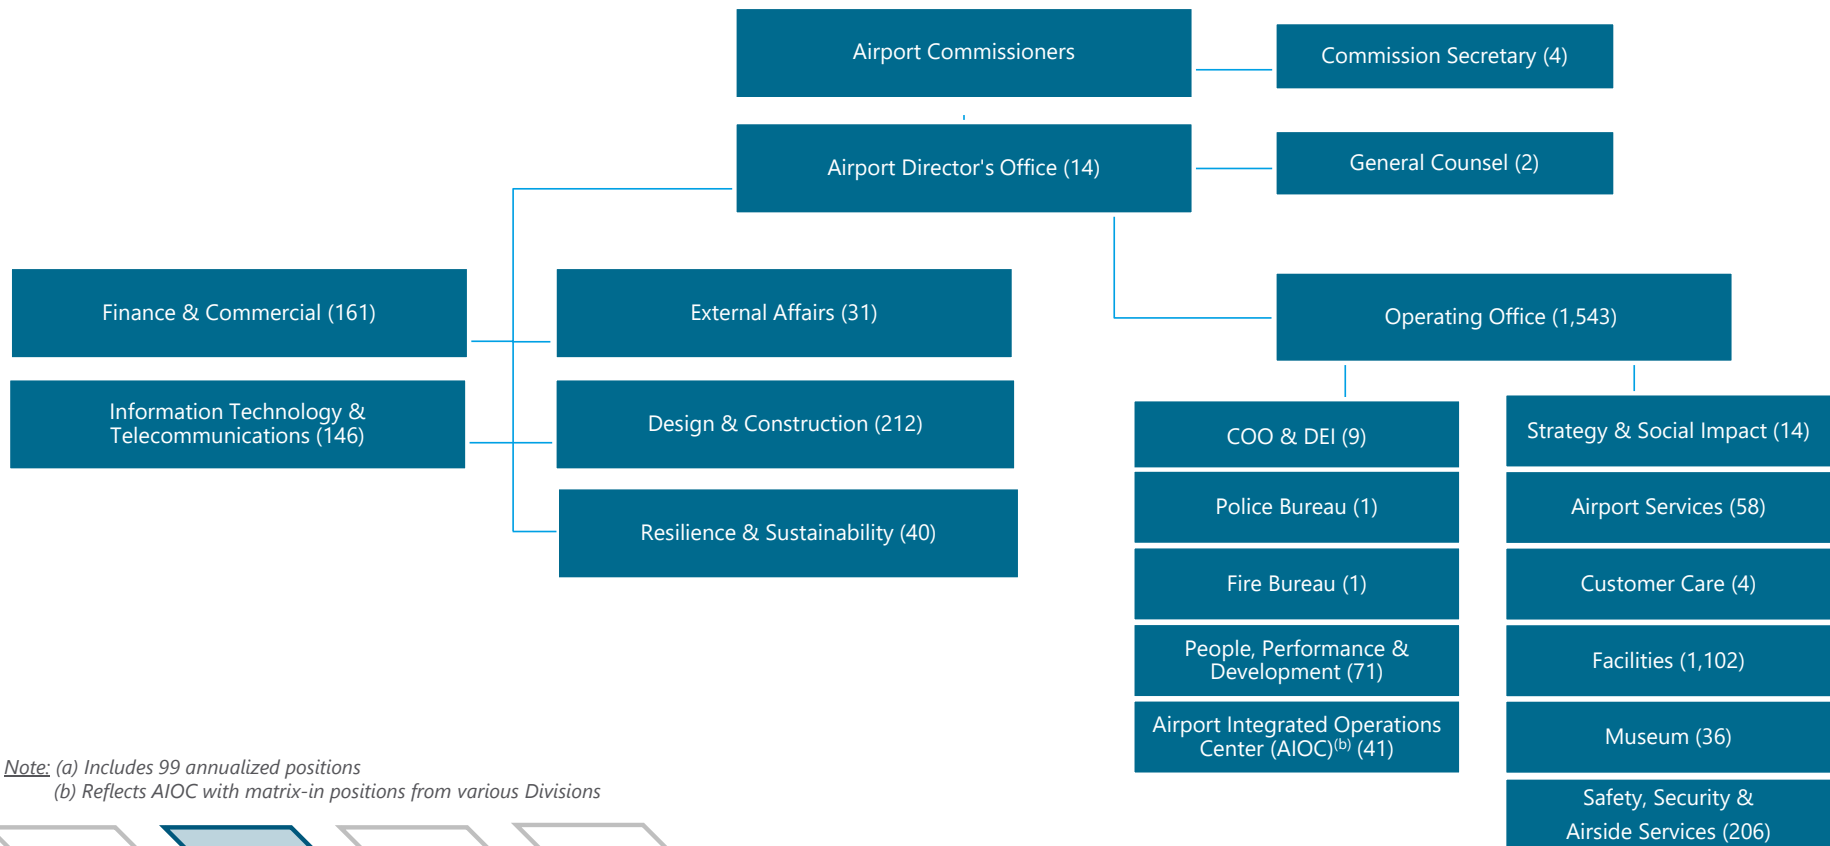 Airport Commissioners
Commission Secretary (4)
Airport Director's Office (14)
General Counsel (2)
Finance & Commercial (161)
External Affairs (31)
Operating Office (1,543)
Information Technology &
Telecommunications (146)
Design & Construction (212)
Resilience & Sustainability (40)
COO & DEI (9)
Police Bureau (1)
Fire Bureau (1)
People, Performance &
Development (71)
Airport Integrated Operations
Center (AIOC)(b) (41)
Strategy & Social Impact (14)
Airport Services (58)
Customer Care (4)
Facilities (1,102)
Museum (36)
Safety, Security &
Airside Services (206)
Note: (a) Includes 99 annualized positions
(b) Reflects AIOC with matrix-in positions from various Divisions